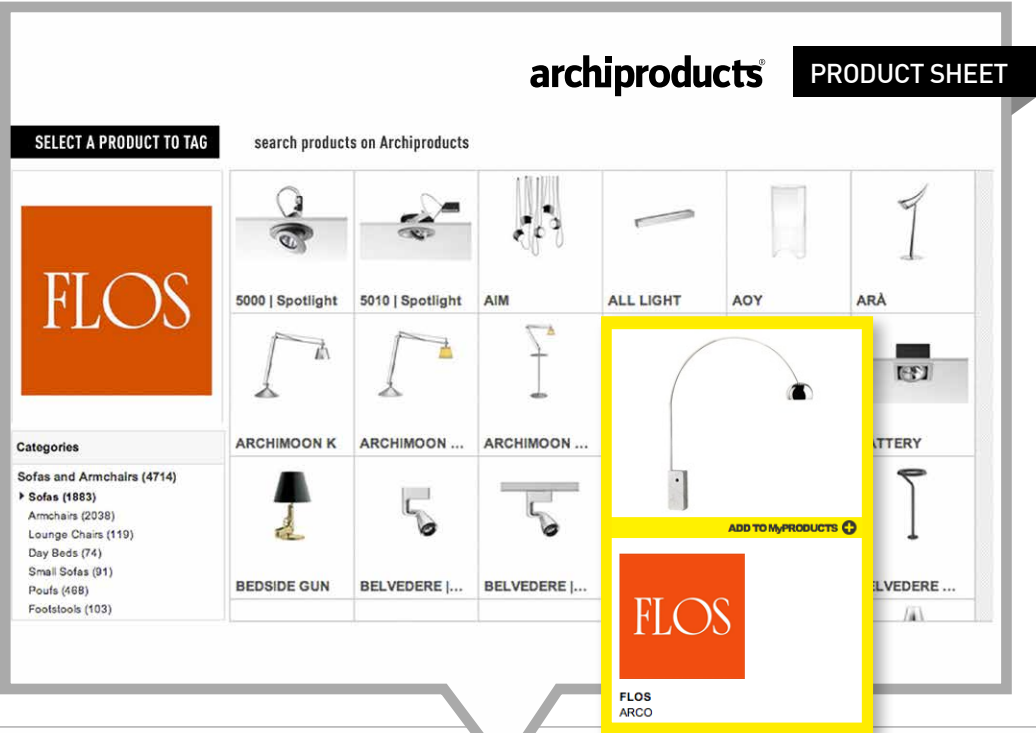 archiproducts®
PRODUCT SHEET
SELECT A PRODUCT TO TAG
search products on Archiproducts
FLOS
5000 | Spotlight
5010 | Spotlight
AIM
ALL LIGHT
AOY
ARÀ
ARCHIMOON K
ARCHIMOON ...
ARCHIMOON ...
ATTERY
Categories
Sofas and Armchairs (4714)
Sofas (1883)
Armchairs (2038)
Lounge Chairs (119)
Day Beds (74)
Small Sofas (91)
Poufs (468)
Footstools (103)
BEDSIDE GUN
BELVEDERE |...
BELVEDERE |...
ELVEDERE ...
ADD TO MyPRODUCTS
FLOS
FLOS
ARCO